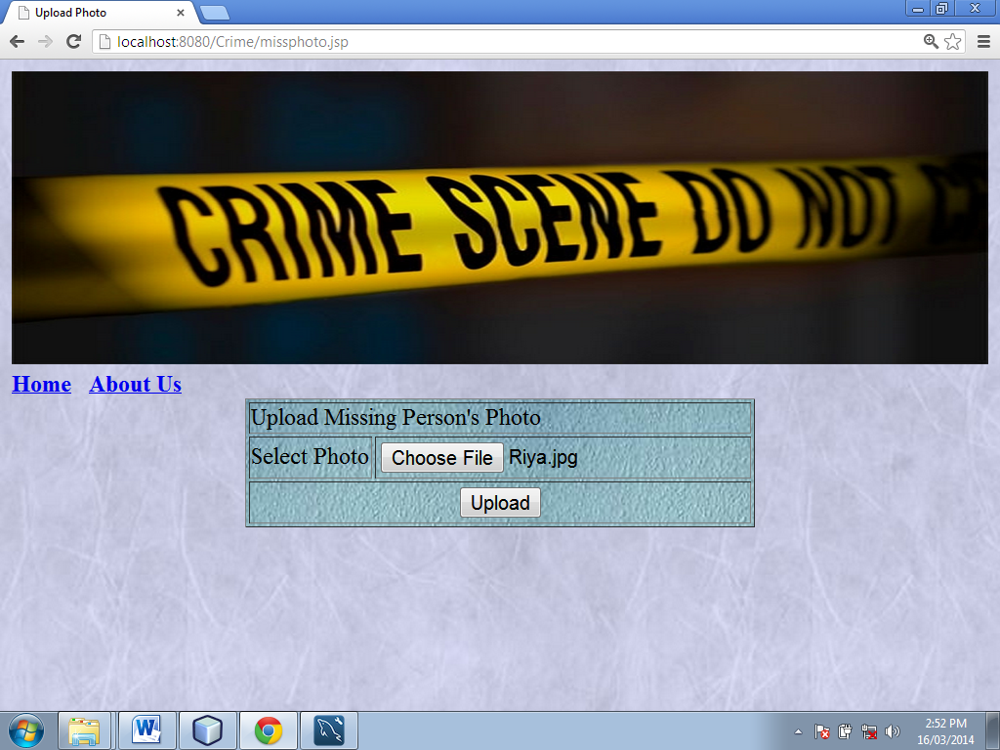 Upload Photo
localhost:8080/Crime/missphoto.jsp
CRIME SCENE DO NOT
Home About Us
Upload Missing Person's Photo
Select Photo Choose File Riya.jpg
Upload
W
2:52 PM
16/03/2014